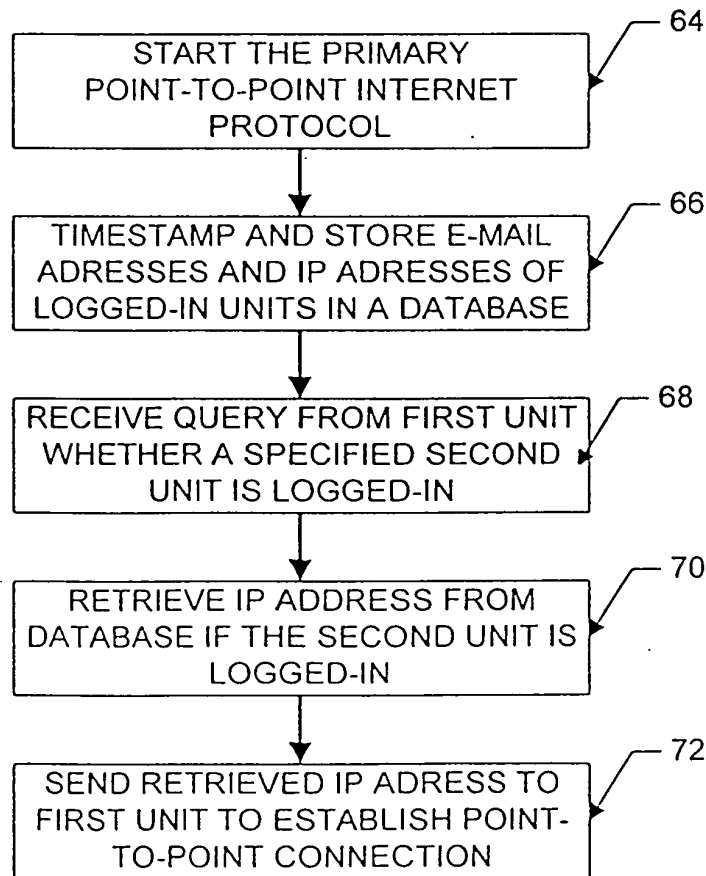 64
START THE PRIMARY
POINT-TO-POINT INTERNET
PROTOCOL
66
TIMESTAMP AND STORE E-MAIL
ADRESSES AND IP ADRESSES OF
LOGGED-IN UNITS IN A DATABASE
68
RECEIVE QUERY FROM FIRST UNIT
WHETHER A SPECIFIED SECOND
UNIT IS LOGGED-IN
70
RETRIEVE IP ADDRESS FROM
DATABASE IF THE SECOND UNIT IS
LOGGED-IN
72
SEND RETRIEVED IP ADRESS TO
FIRST UNIT TO ESTABLISH POINT-
TO-POINT CONNECTION